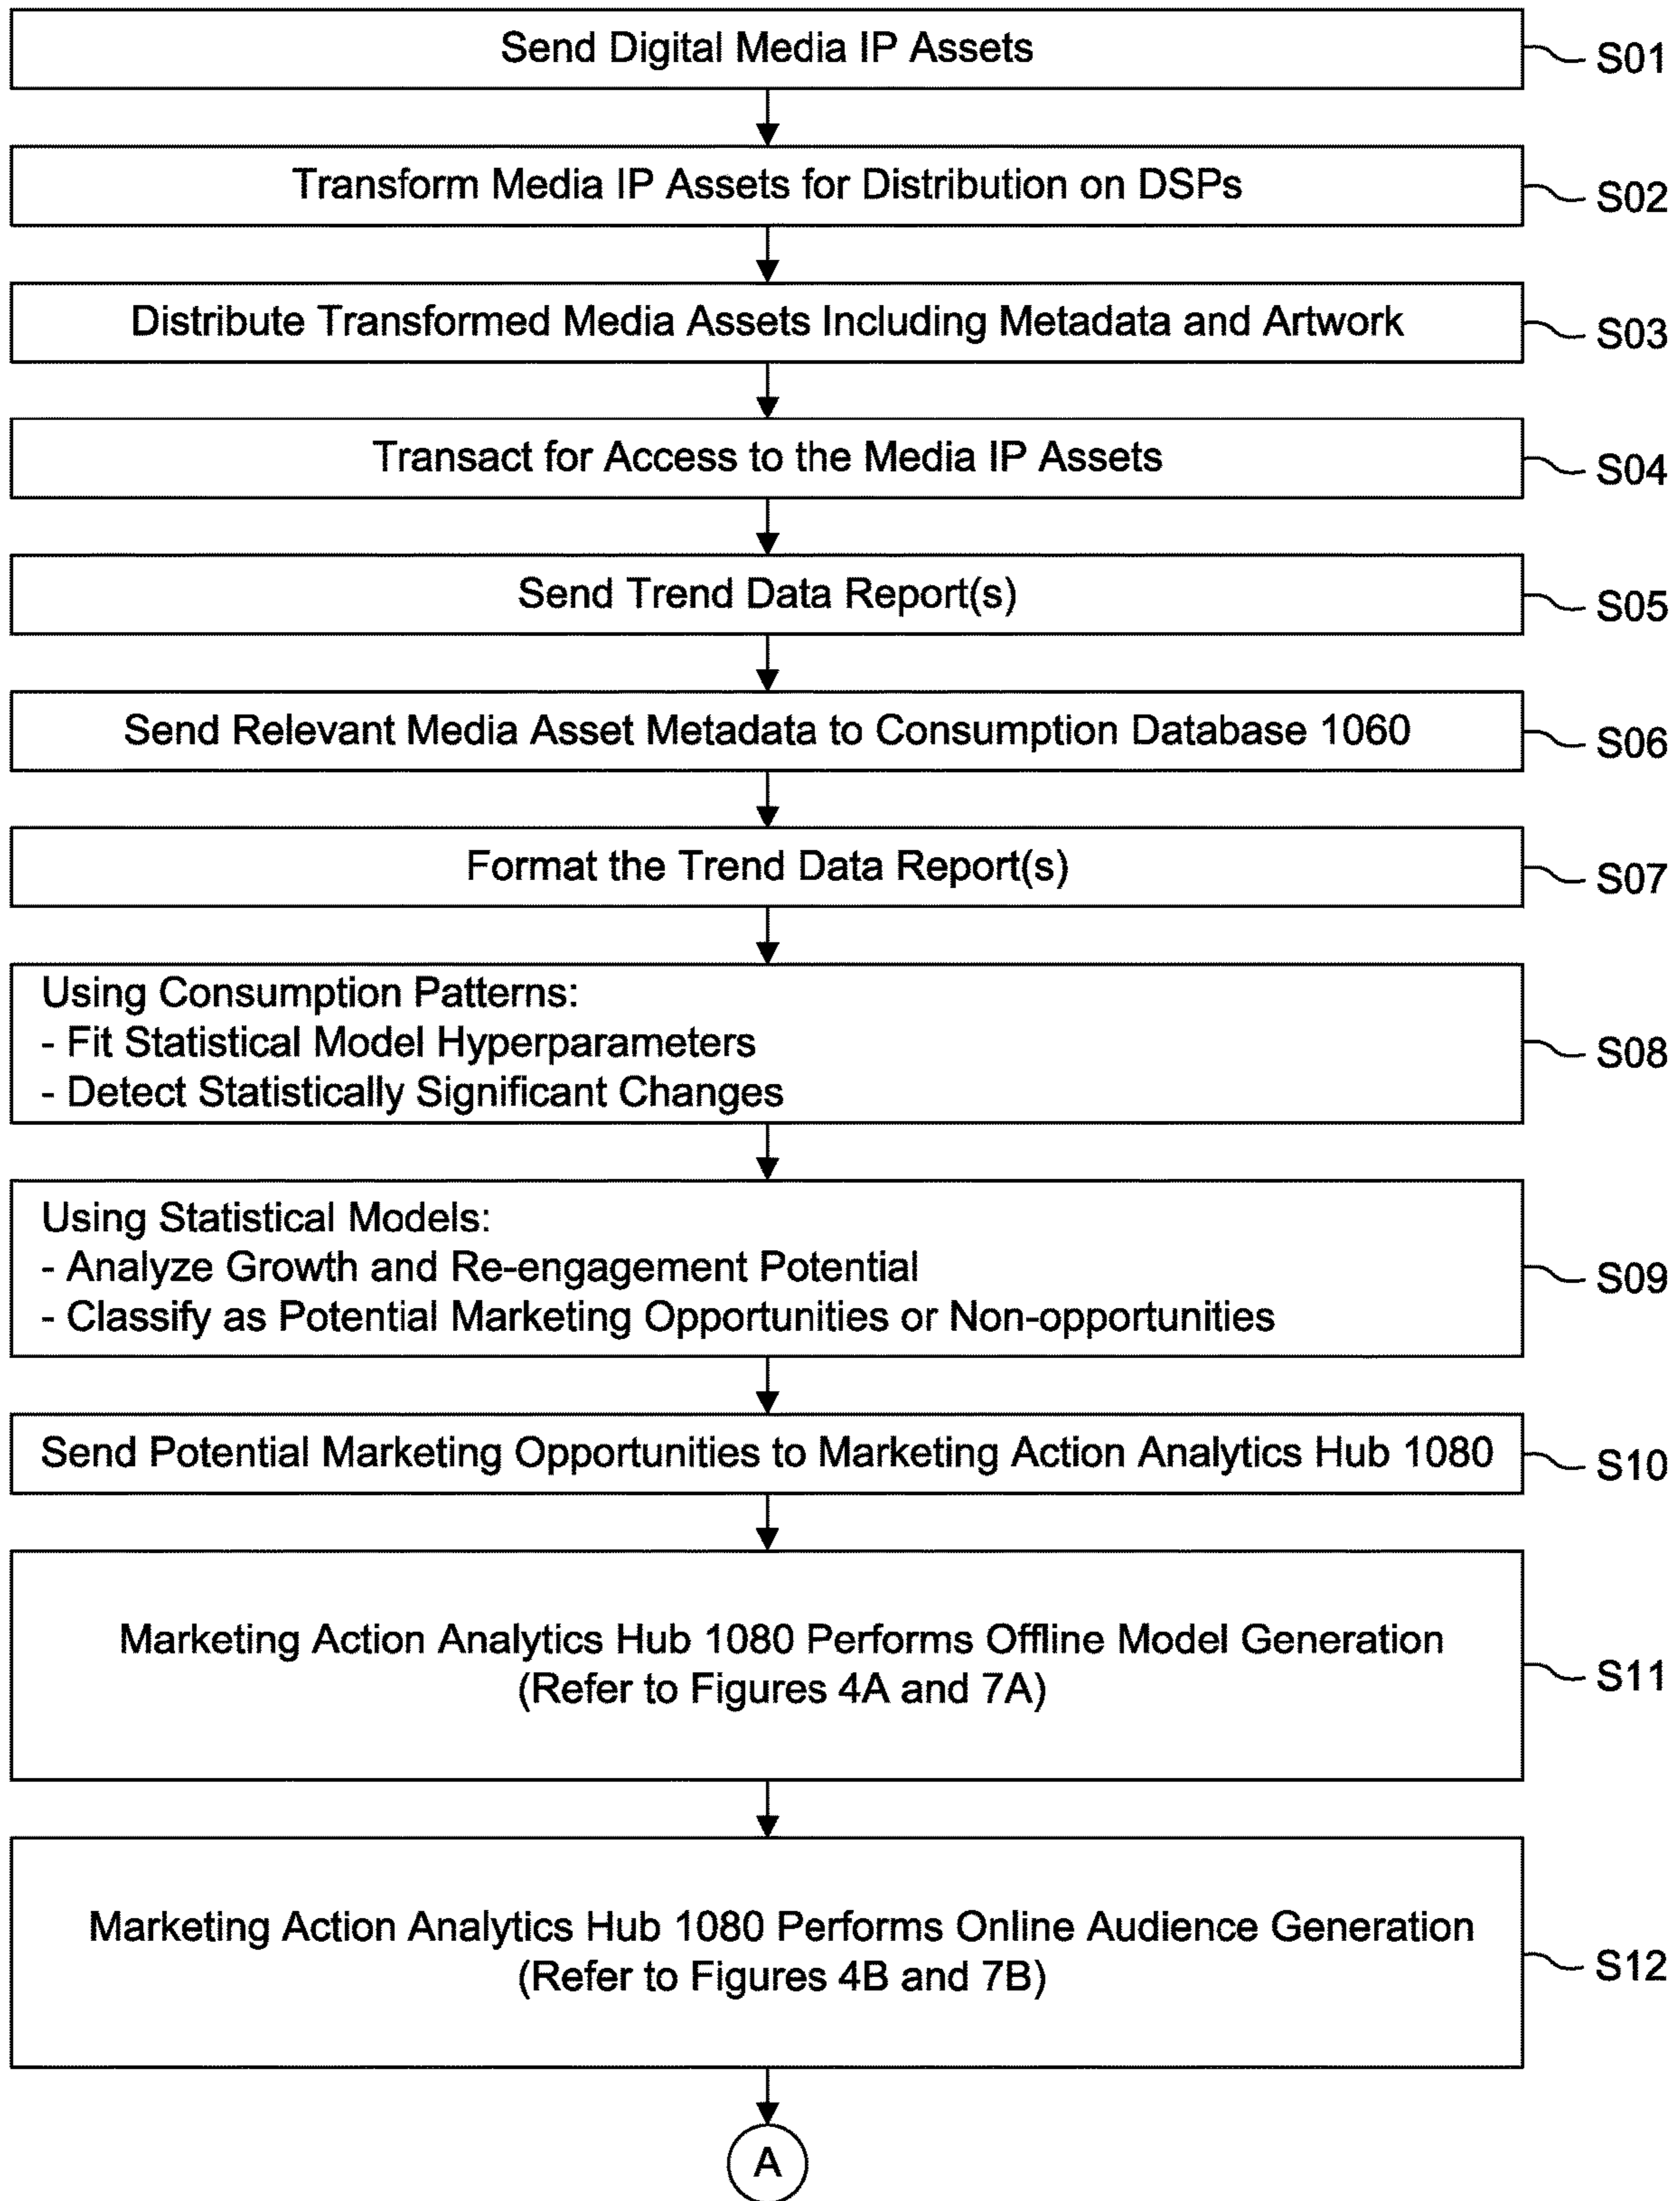 Send Digital Media IP Assets
S01
Transform Media IP Assets for Distribution on DSPs
S02
Distribute Transformed Media Assets Including Metadata and Artwork
S03
Transact for Access to the Media IP Assets
S04
Send Trend Data Report(s)
S05
Send Relevant Media Asset Metadata to Consumption Database 1060
S06
Format the Trend Data Report(s)
S07
Using Consumption Patterns:
- Fit Statistical Model Hyperparameters
- Detect Statistically Significant Changes
S08
Using Statistical Models:
- Analyze Growth and Re-engagement Potential
- Classify as Potential Marketing Opportunities or Non-opportunities
S09
Send Potential Marketing Opportunities to Marketing Action Analytics Hub 1080
S10
Marketing Action Analytics Hub 1080 Performs Offline Model Generation
(Refer to Figures 4A and 7A)
S11
Marketing Action Analytics Hub 1080 Performs Online Audience Generation
(Refer to Figures 4B and 7B)
S12
A